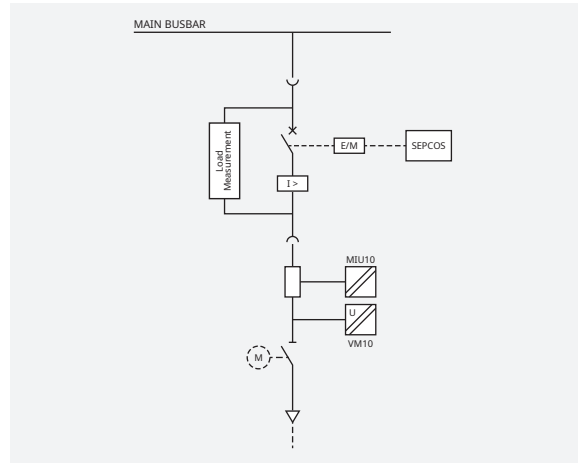 MAIN BUSBAR
Load
Measurement
E/M
SEPCOS
I >
MIU10
U
VM10
M